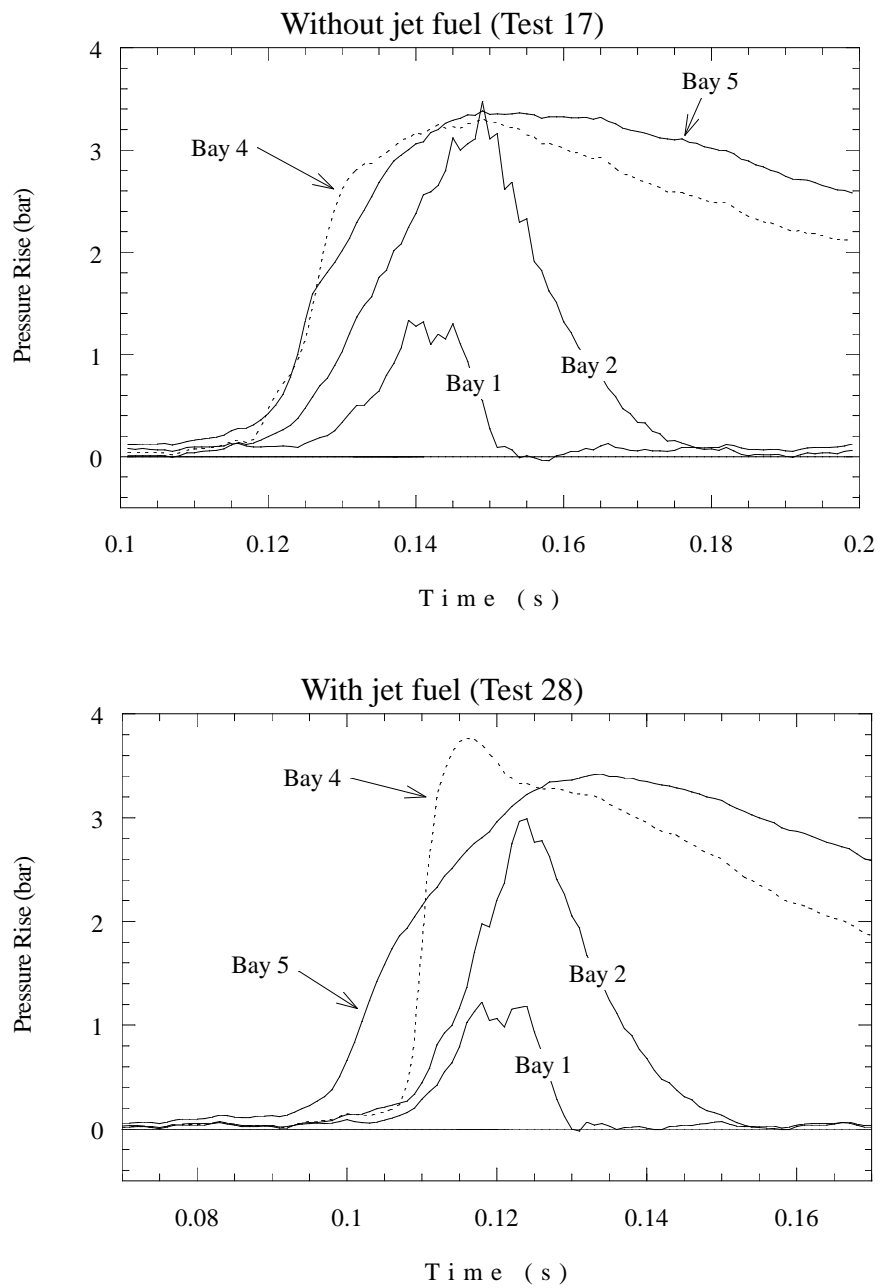 Without jet fuel (Test 17)
4
3
2
1
0
Pressure Rise (bar)
Bay 5
Bay 4
Bay 2
Bay 1
0.1 0.12 0.14 0.16 0.18 0.2
Time (s)
With jet fuel (Test 28)
4
3
2
1
0
Pressure Rise (bar)
Bay 4
Bay 5
Bay 2
Bay 1
0.08 0.1 0.12 0.14 0.16
Time (s)